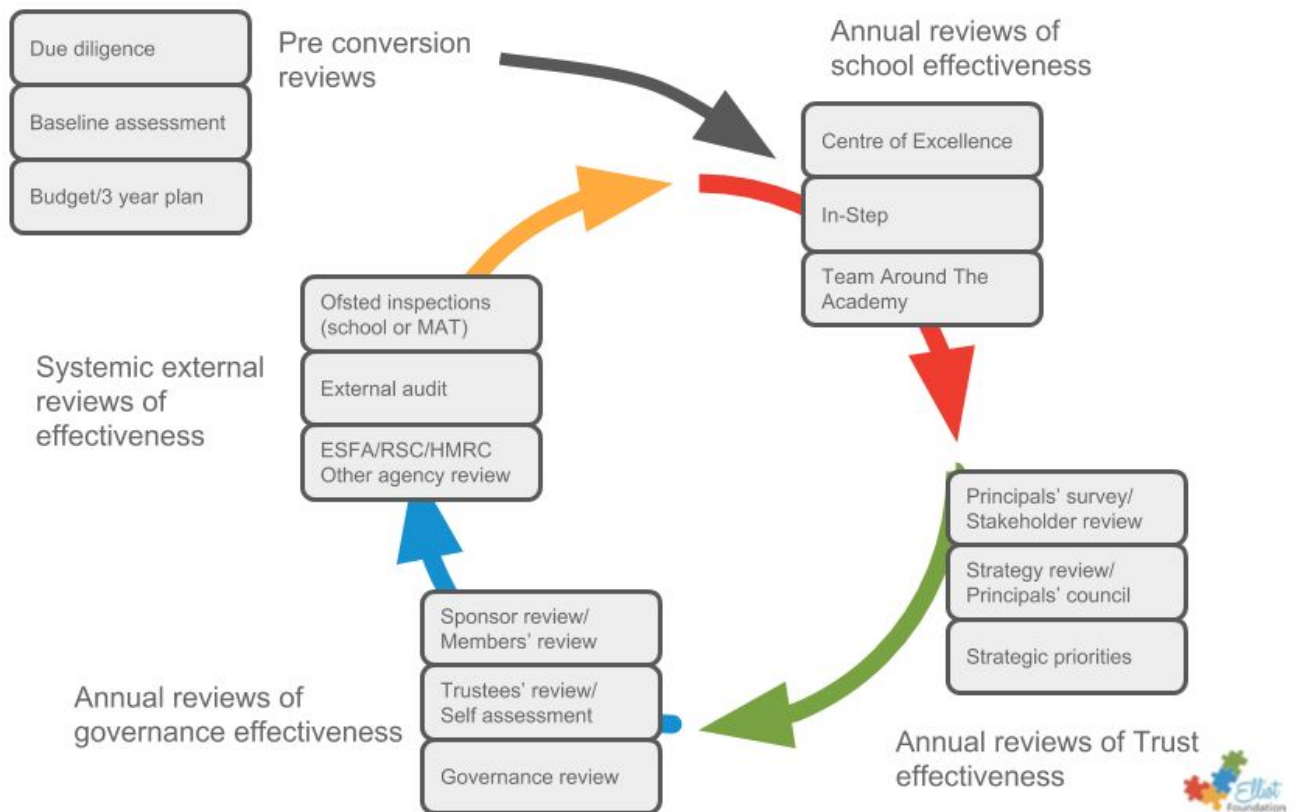 Due diligence
Baseline assessment
Budget/3 year plan
Pre conversion
reviews
Annual reviews of
school effectiveness
Centre of Excellence
In-Step
Team Around The
Academy
Ofsted inspections
(school or MAT)
External audit
ESFA/RSC/HMRC
Other agency review
Systemic external
reviews of
effectiveness
Principals' survey/
Stakeholder review
Strategy review/
Principals' council
Strategic priorities
Sponsor review/
Members' review
Trustees' review/
Self assessment
Governance review
Annual reviews of
governance effectiveness
Annual reviews of Trust
effectiveness
Elliot
Foundation